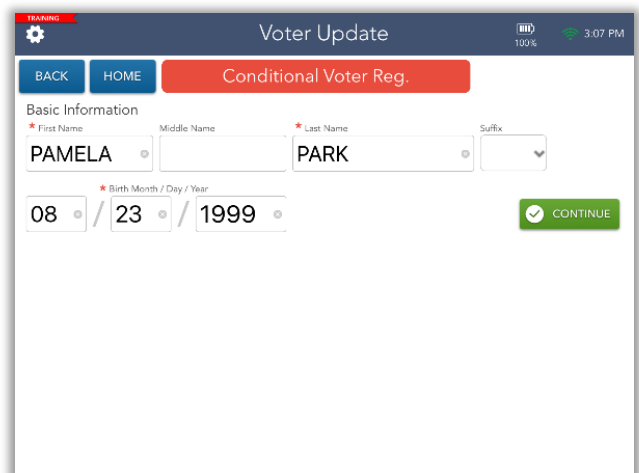 TRAINING
Voter Update
100%
3:07 PM
BACK
HOME
Conditional Voter Reg.
Basic Information
* First Name
Middle Name
* Last Name
Suffix
PAMELA
PARK
* Birth Month / Day / Year
08 / 23 / 1999
CONTINUE